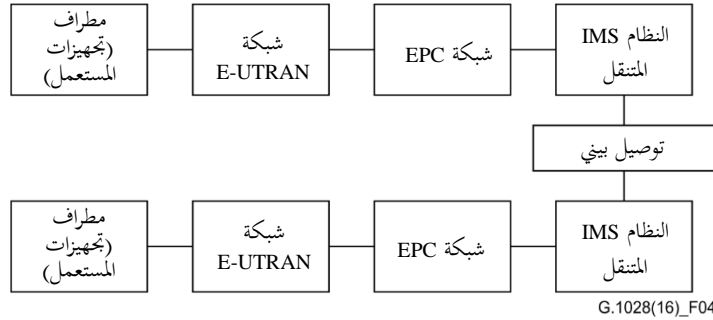 مطراف
(تجهيزات
المستعمل)
شبكة
E-UTRAN
شبكة EPC
النظام IMS
المتنقل
توصيل بيني
مطراف
(تجهيزات
المستعمل)
شبكة
E-UTRAN
شبكة EPC
النظام IMS
المتنقل
G.1028(16)_F04